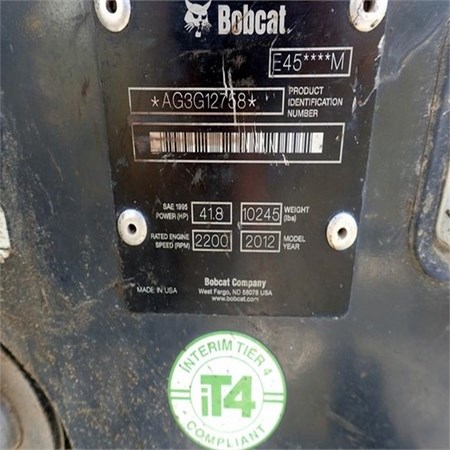 Bobcat
E45****M
*AG3G12758*
PRODUCT
IDENTIFICATION
NUMBER
SAE 1995
POWER (HP)
41.8
10245
WEIGHT
(lbs)
RATED ENGINE
SPEED (RPM)
2200
2012
MODEL
YEAR
Bobcat Company
MADE IN USA
West Fargo, ND 58078 USA
www.bobcat.com
INTERIM TIER 4
iT4
COMPLIANT